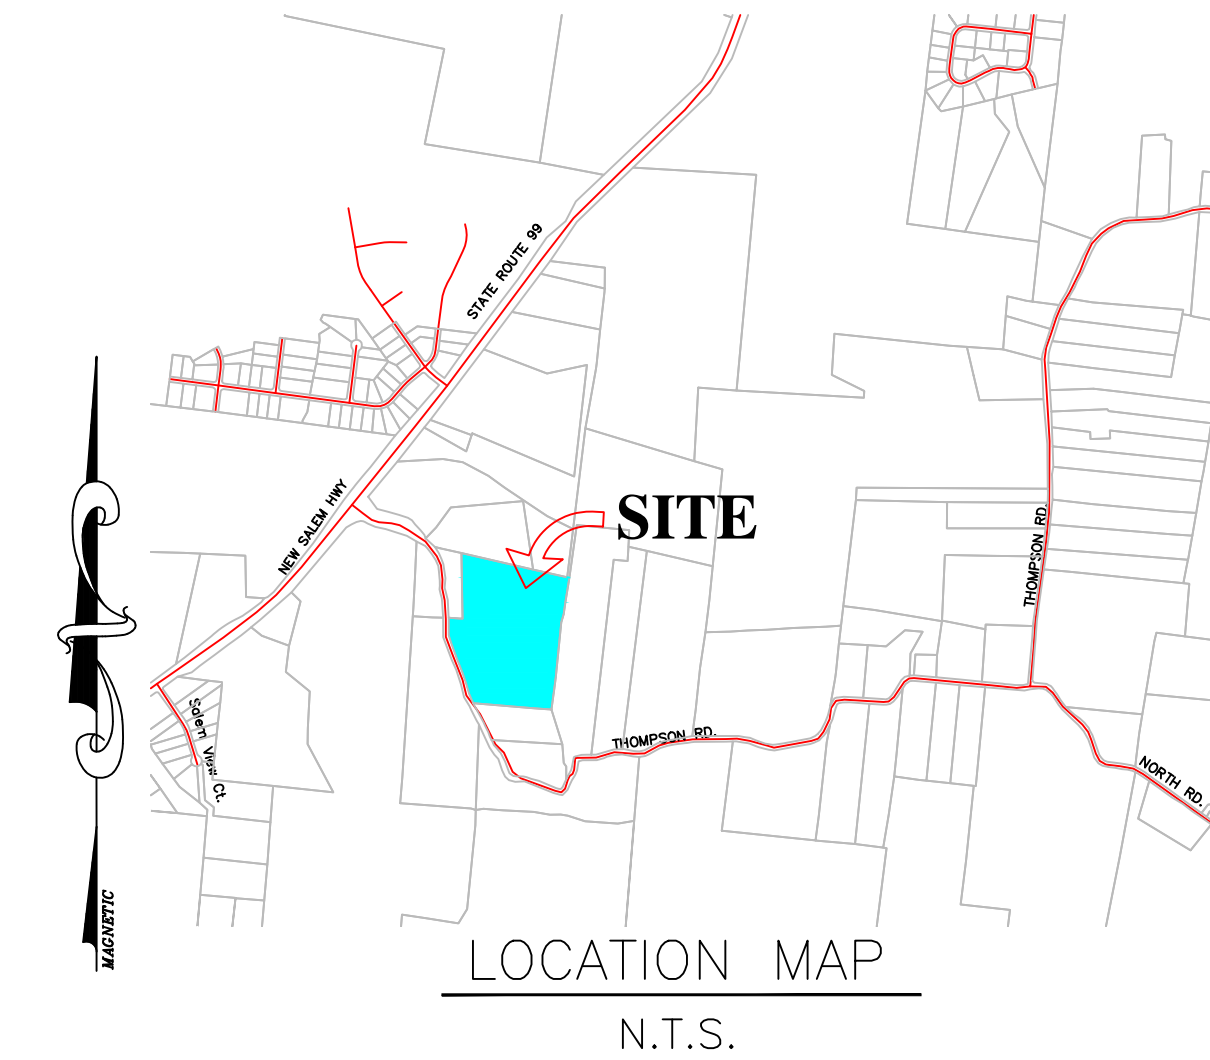 STATE ROUTE 99
NEW SALEM HWY
SITE
THOMPSON RD.
Salem View Ct.
THOMPSON RD.
NORTH RD.
MAGNETIC
LOCATION MAP
N.T.S.